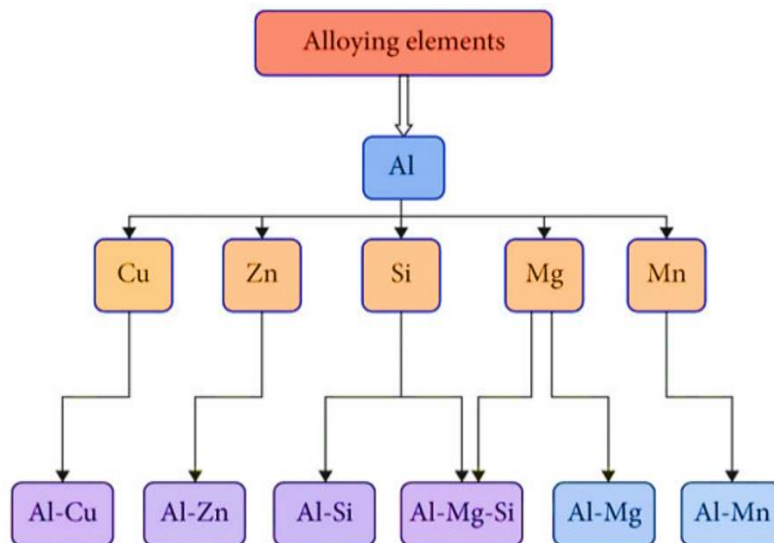 Alloying elements
Al
Cu
Zn
Si
Mg
Mn
Al-Cu
Al-Zn
Al-Si
Al-Mg-Si
Al-Mg
Al-Mn